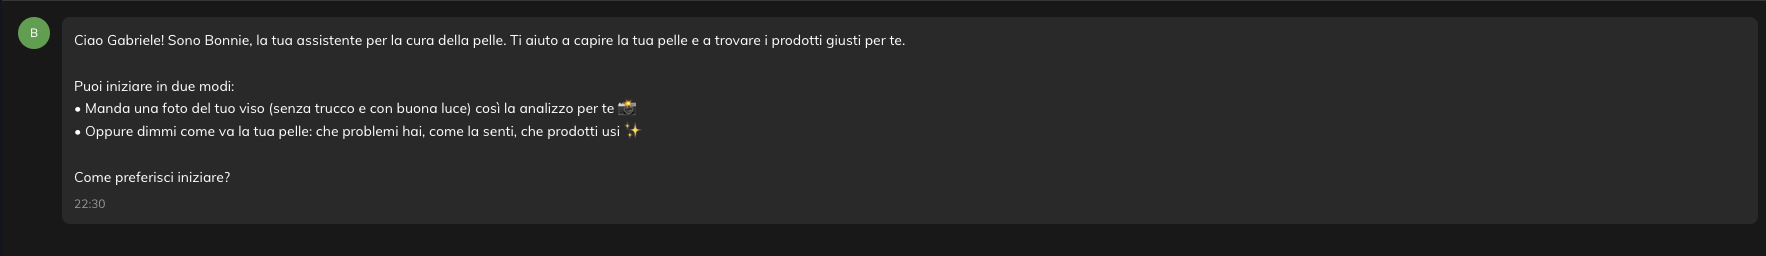 B
Ciao Gabriele! Sono Bonnie, la tua assistente per la cura della pelle. Ti aiuto a capire la tua pelle e a trovare i prodotti giusti per te.
Puoi iniziare in due modi:
• Manda una foto del tuo viso (senza trucco e con buona luce) così la analizzo per te 📸
• Oppure dimmi come va la tua pelle: che problemi hai, come la senti, che prodotti usi ✨
Come preferisci iniziare?
22:30